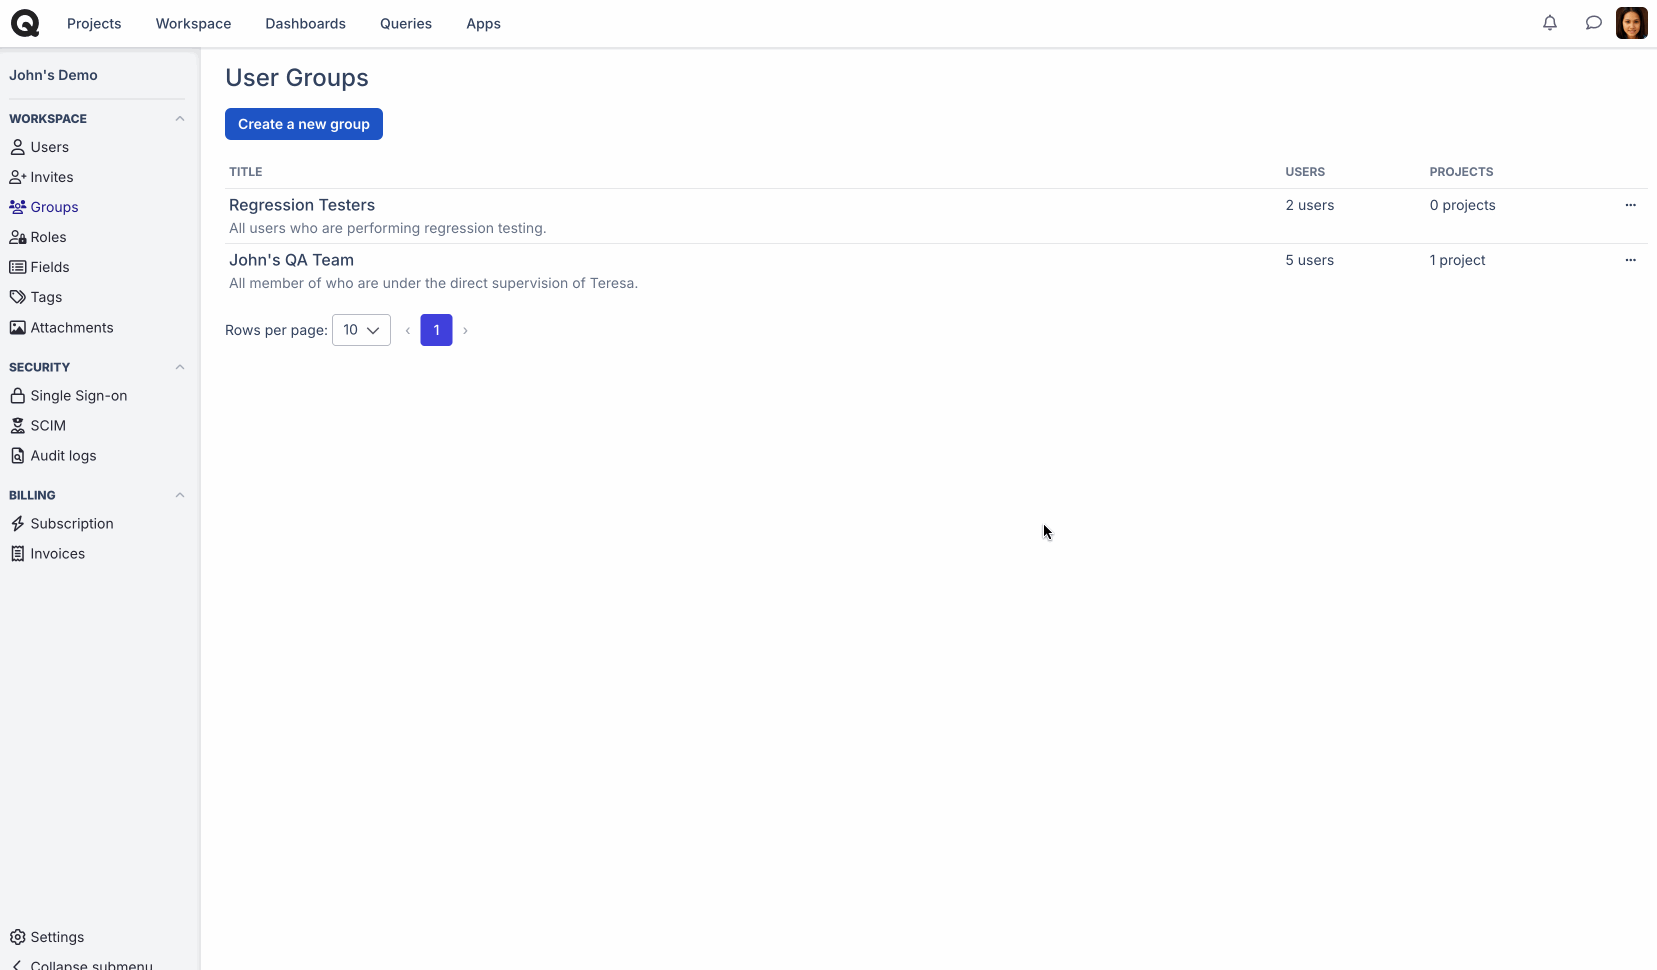 Projects Workspace Dashboards Queries Apps
John's Demo
WORKSPACE
Users
Invites
Groups
Roles
Fields
Tags
Attachments
SECURITY
Single Sign-on
SCIM
Audit logs
BILLING
Subscription
Invoices
Settings
Collapse submenu
User Groups
Create a new group
TITLE USERS PROJECTS
Regression Testers 2 users 0 projects
All users who are performing regression testing.
John's QA Team 5 users 1 project
All member of who are under the direct supervision of Teresa.
Rows per page: 10 1